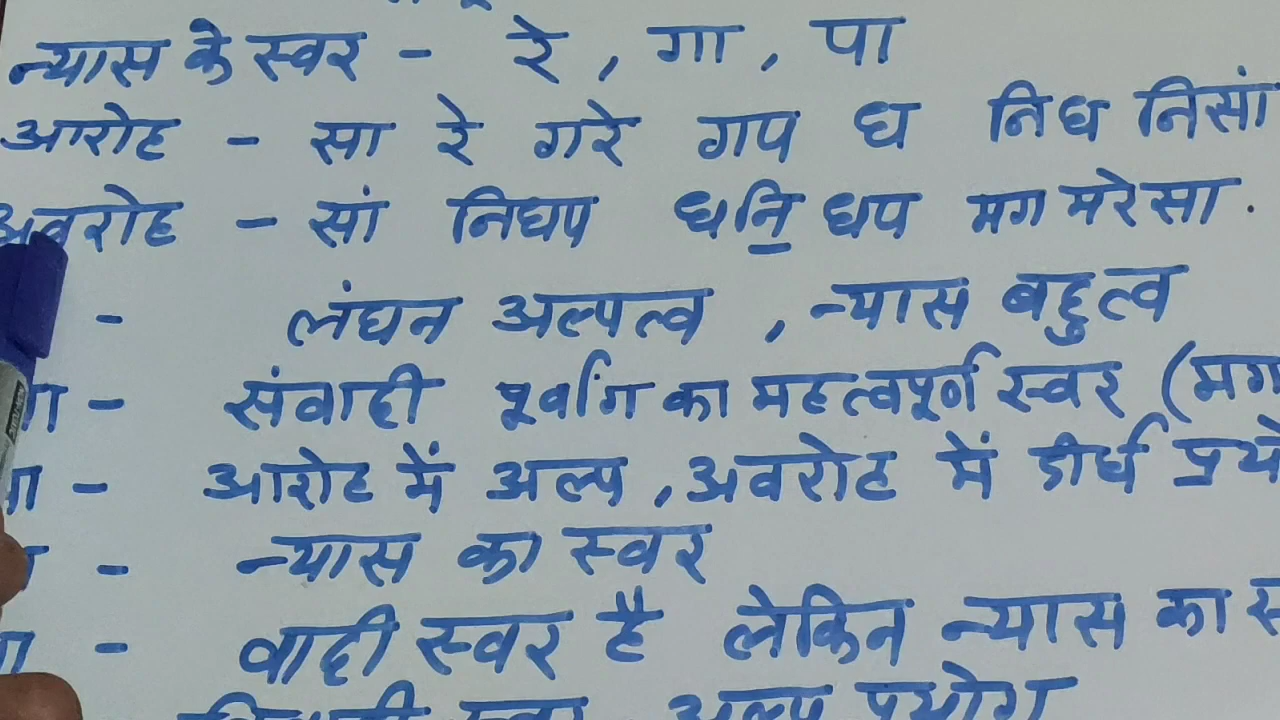 न्यास के स्वर - रे, गा, पा
आरोह - सा रे गरे गप ध निध निसां
अवरोह - सां निधप धनि॒ धप मग मरेसा.
- लंघन अल्पत्व, न्यास बहुत्व
- संवादी पूर्वांग का महत्वपूर्ण स्वर (मग
- आरोह में अल्प, अवरोह में दीर्घ
- न्यास का स्वर
- वादी स्वर है लेकिन न्यास का
अल्प प्रयोग